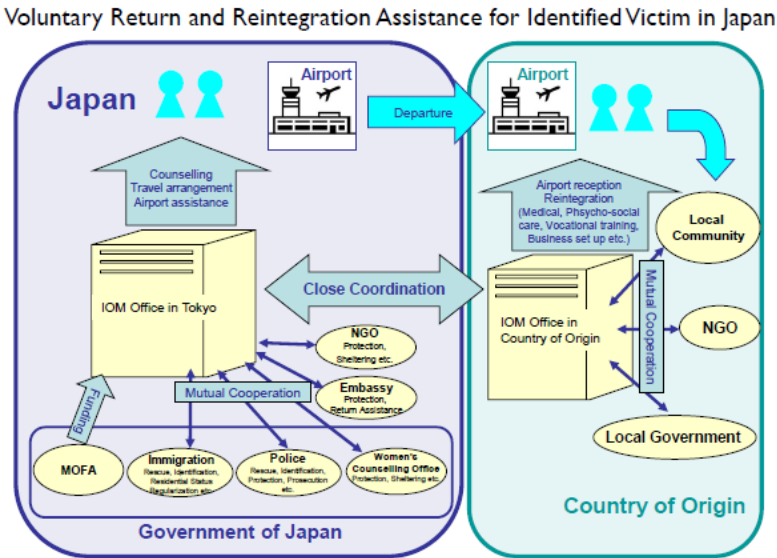 Voluntary Return and Reintegration Assistance for Identified Victim in Japan
Japan
Airport
Departure
Airport
Counselling
Travel arrangement
Airport assistance
Airport reception
Reintegration
(Medical, Phsycho-social
care, Vocational training,
Business set up etc.)
Local
Community
IOM Office in Tokyo
Close Coordination
IOM Office in
Country of Origin
Mutual Cooperation
NGO
NGO
Protection,
Sheltering etc.
Embassy
Protection,
Return Assistance
Mutual Cooperation
Funding
Local Government
MOFA
Immigration
Rescue, Identification,
Residential Status
Regularization etc.
Police
Rescue, Identification,
Protection, Prosecution
etc.
Women's
Counselling Office
Protection, Sheltering etc.
Government of Japan
Country of Origin